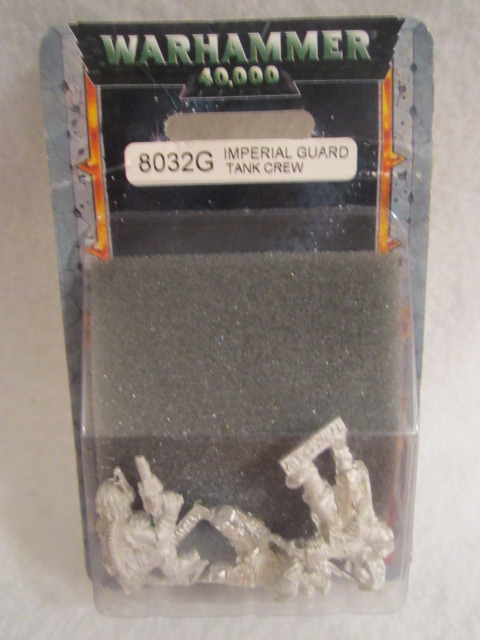 WARHAMMER
40,000
8032G IMPERIAL GUARD
TANK CREW